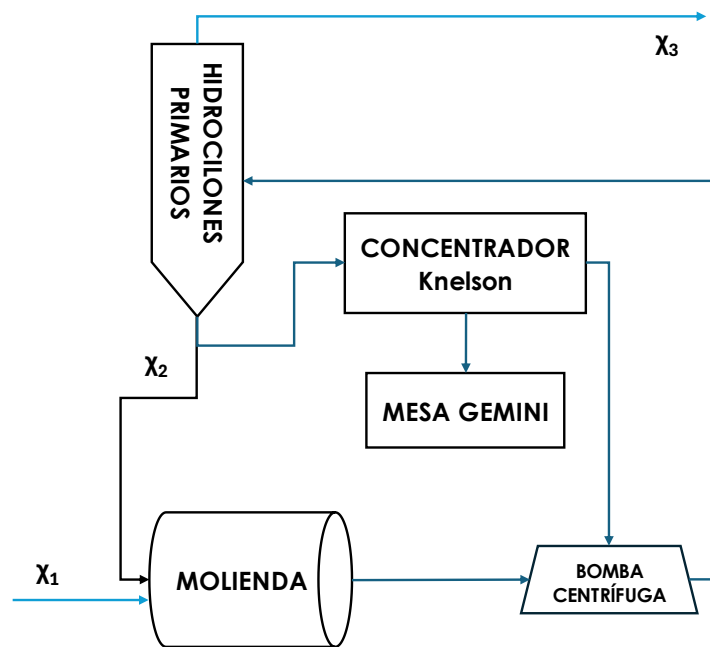 χ₃
HIDROCILONES
PRIMARIOS
CONCENTRADOR
Knelson
χ₂
MESA GEMINI
χ₁
MOLIENDA
BOMBA
CENTRÍFUGA